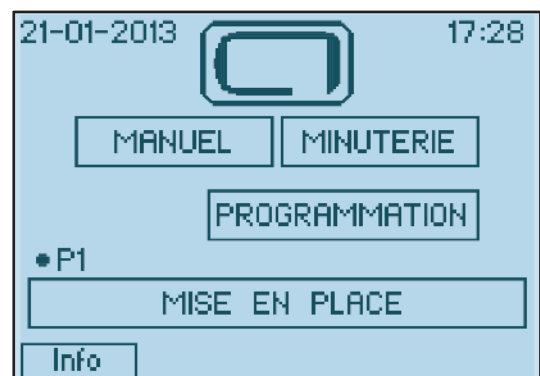 21-01-2013 17:28
MANUEL MINUTERIE
PROGRAMMATION
•P1
MISE EN PLACE
Info